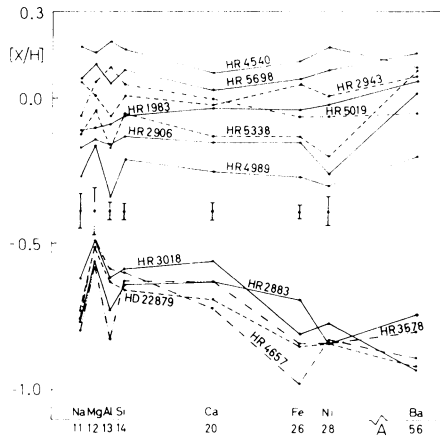 0.3
[X/H]
HR 4540
HR 5698
HR 2943
0.0
HR 1983
HR 5019
HR 2906
HR 5338
HR 4989
-0.5
HR 3018
HR 2883
HD 22879
HR 3578
HR 4657
-1.0
Na Mg Al Si Ca Fe Ni Ba
11 12 13 14 20 26 28 A 56